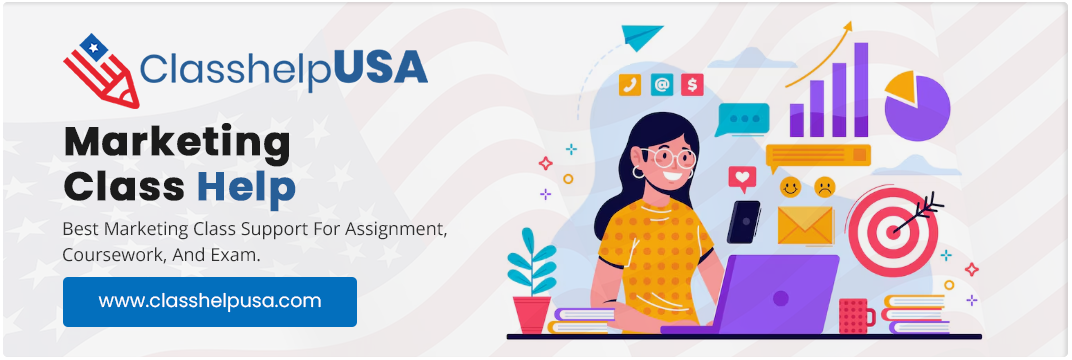 ClasshelpUSA
Marketing
Class Help
Best Marketing Class Support For Assignment,
Coursework, And Exam.
www.classhelpusa.com
@
$